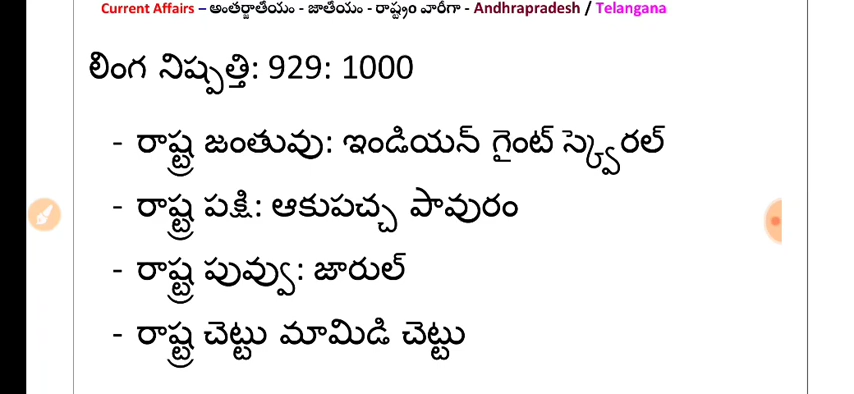 Current Affairs – అంతర్జాతీయం - జాతీయం - రాష్ట్రం వారీగా - Andhrapradesh / Telangana
లింగ నిష్పత్తి: 929: 1000
- రాష్ట్ర జంతువు: ఇండియన్ గైంట్ స్క్వెరల్
- రాష్ట్ర పక్షి: ఆకుపచ్చ పావురం
- రాష్ట్ర పువ్వు: జారుల్
- రాష్ట్ర చెట్టు మామిడి చెట్టు